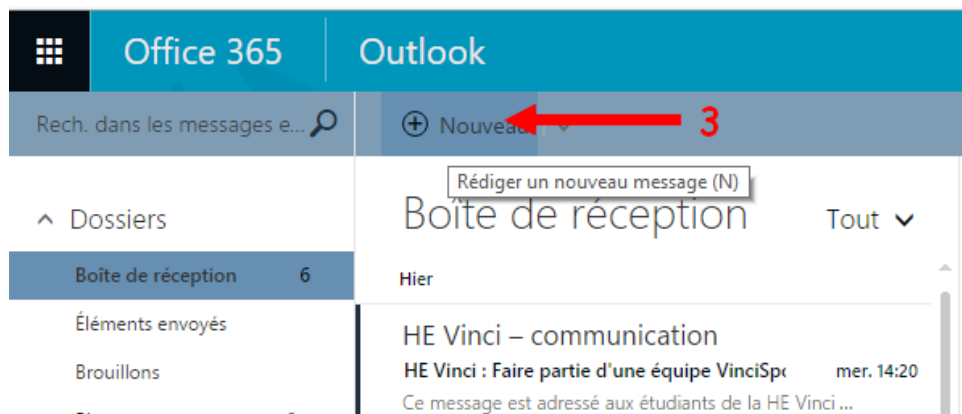 Office 365 Outlook
Rech. dans les messages e... Nouveau 3
Rédiger un nouveau message (N)
Dossiers
Boîte de réception 6
Éléments envoyés
Brouillons
Boîte de réception Tout
Hier
HE Vinci – communication
HE Vinci : Faire partie d'une équipe VinciSpo mer. 14:20
Ce message est adressé aux étudiants de la HE Vinci ...